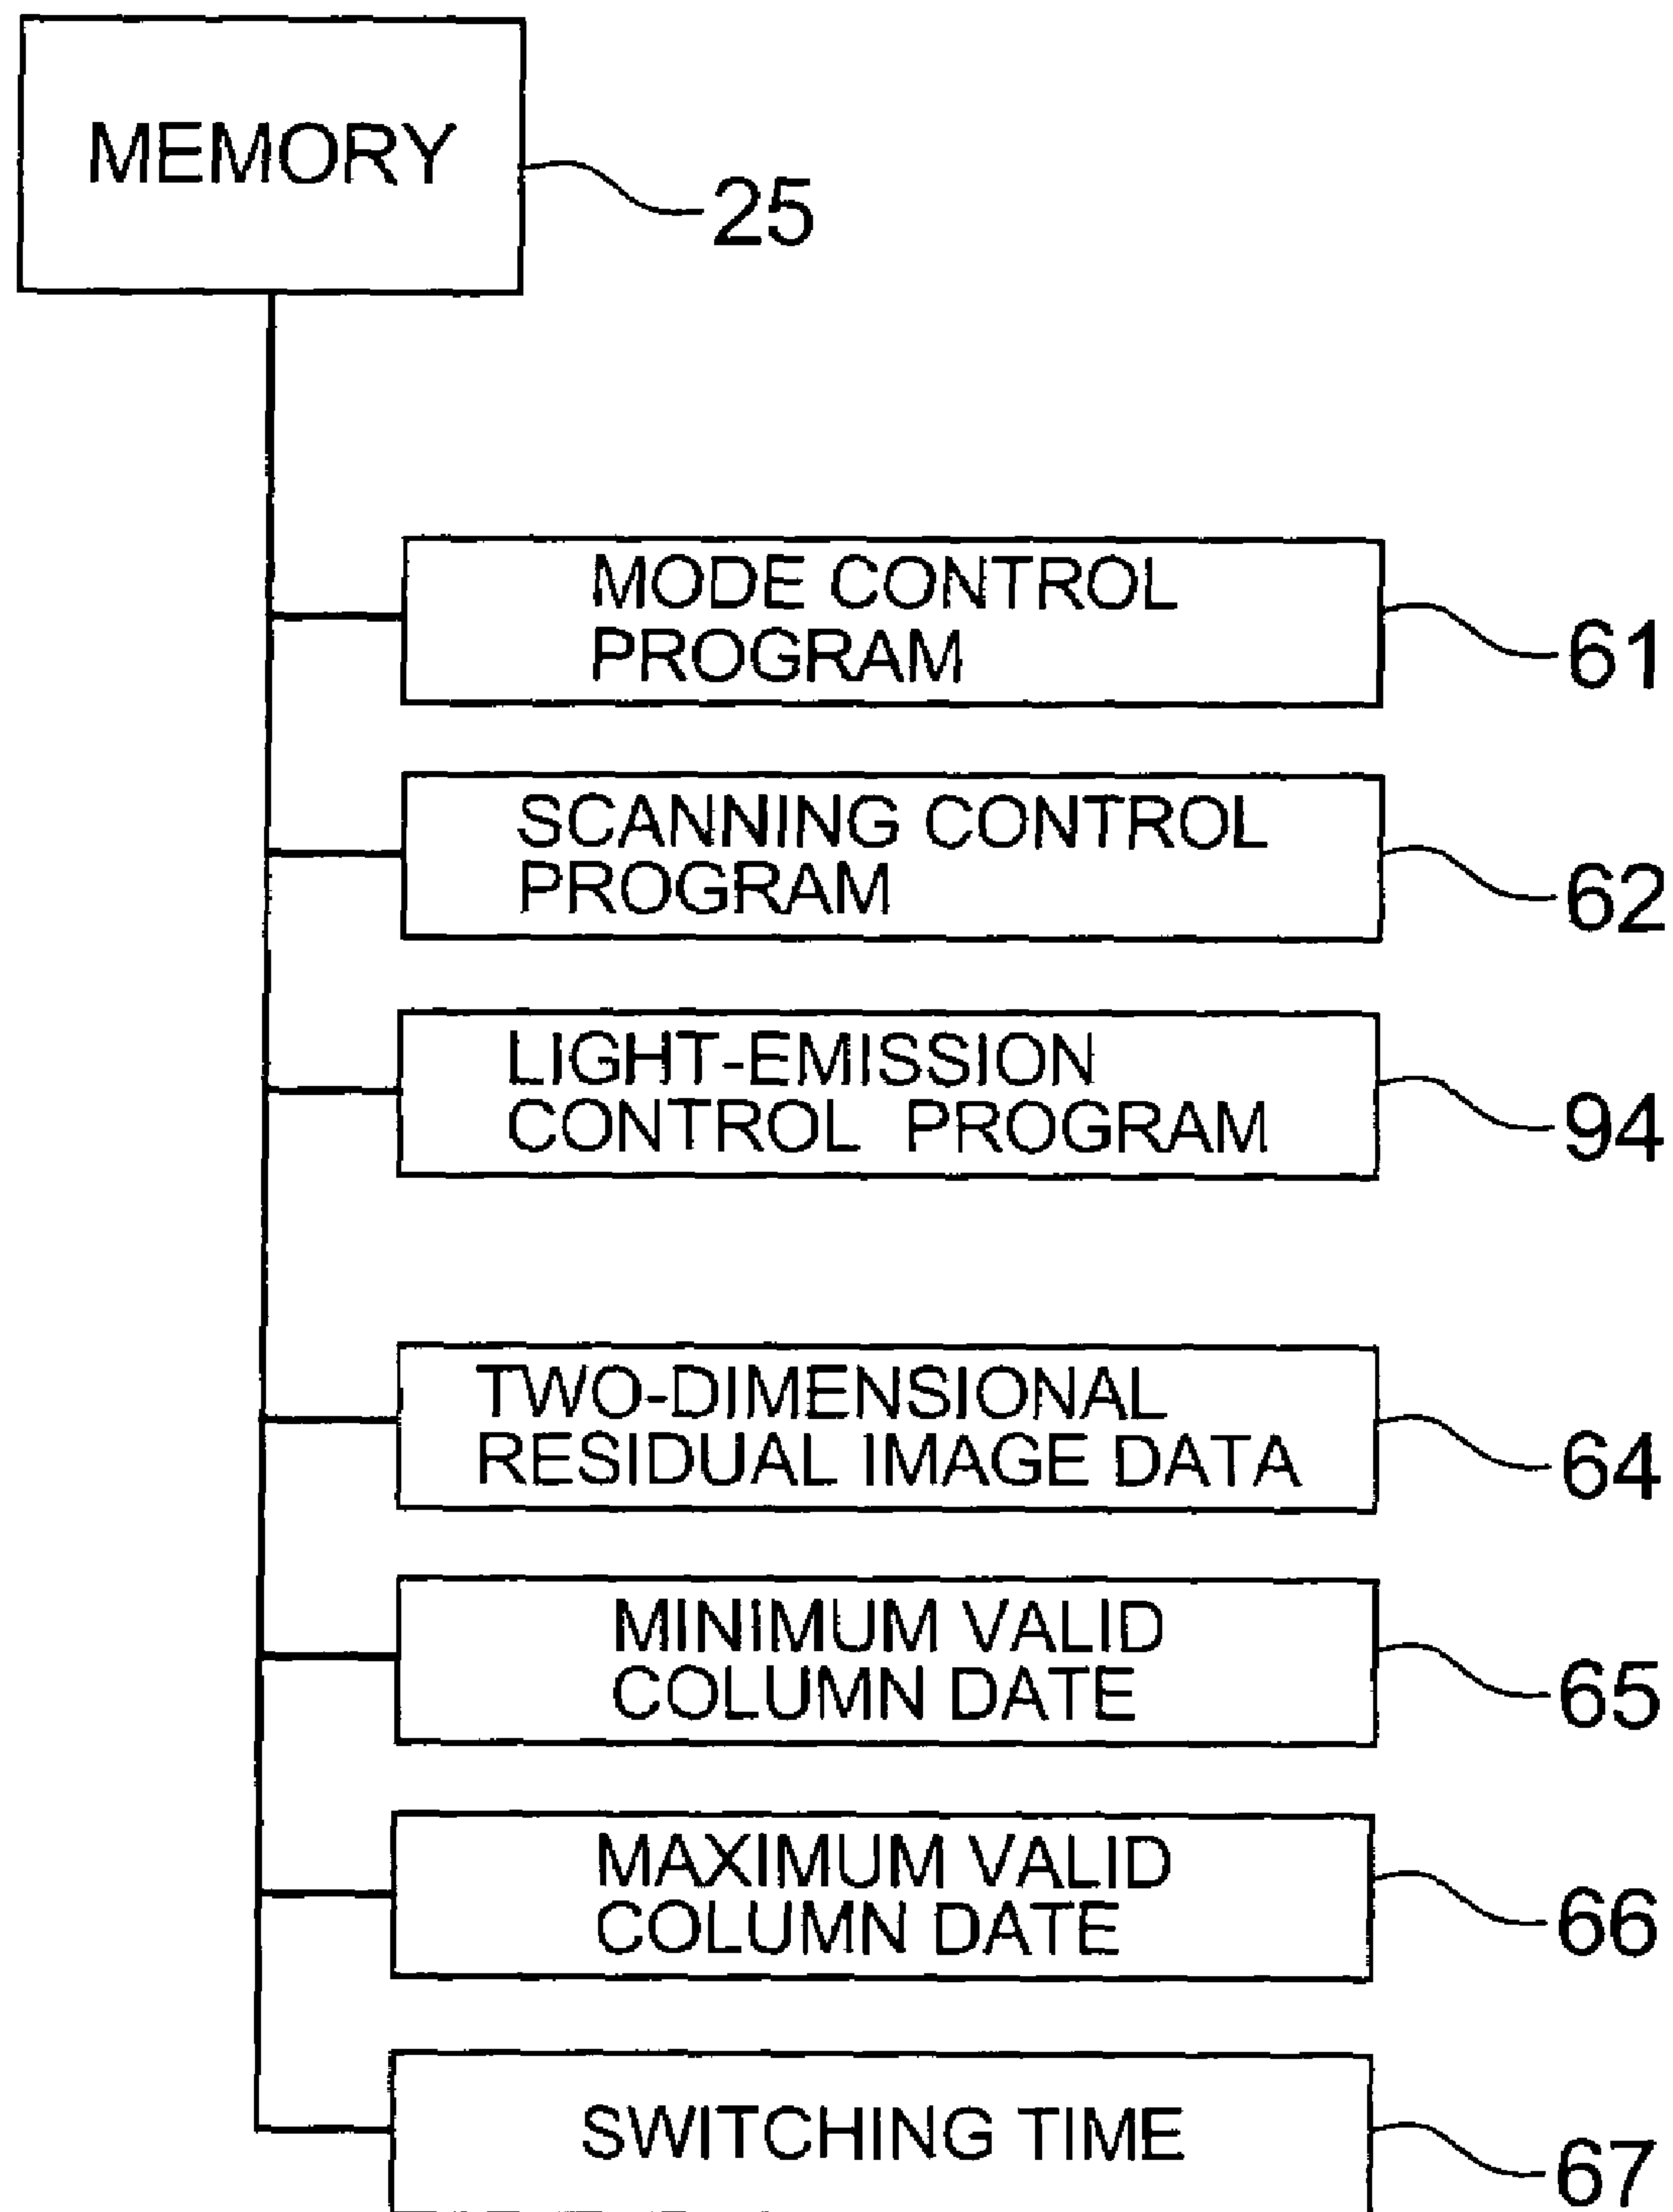 MEMORY
25
MODE CONTROL
PROGRAM
61
SCANNING CONTROL
PROGRAM
62
LIGHT-EMISSION
CONTROL PROGRAM
94
TWO-DIMENSIONAL
RESIDUAL IMAGE DATA
64
MINIMUM VALID
COLUMN DATE
65
MAXIMUM VALID
COLUMN DATE
66
SWITCHING TIME
67